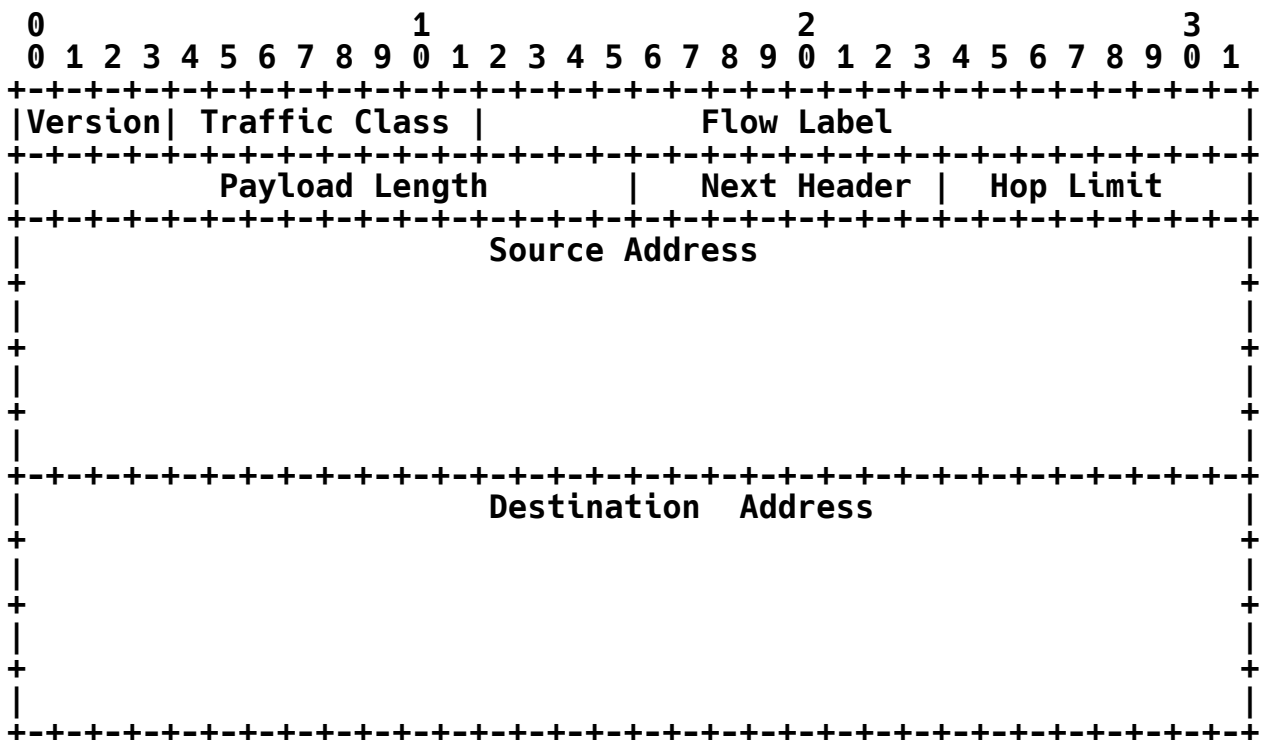 0                   1                   2                   3
 0 1 2 3 4 5 6 7 8 9 0 1 2 3 4 5 6 7 8 9 0 1 2 3 4 5 6 7 8 9 0 1
+-+-+-+-+-+-+-+-+-+-+-+-+-+-+-+-+-+-+-+-+-+-+-+-+-+-+-+-+-+-+-+-+
|Version| Traffic Class |           Flow Label                  |
+-+-+-+-+-+-+-+-+-+-+-+-+-+-+-+-+-+-+-+-+-+-+-+-+-+-+-+-+-+-+-+-+
|          Payload Length       |   Next Header |  Hop Limit    |
+-+-+-+-+-+-+-+-+-+-+-+-+-+-+-+-+-+-+-+-+-+-+-+-+-+-+-+-+-+-+-+-+
|                        Source Address                         |
+                                                               +
|                                                               |
+                                                               +
|                                                               |
+                                                               +
|                                                               |
+-+-+-+-+-+-+-+-+-+-+-+-+-+-+-+-+-+-+-+-+-+-+-+-+-+-+-+-+-+-+-+-+
|                        Destination  Address                   |
+                                                               +
|                                                               |
+                                                               +
|                                                               |
+                                                               +
|                                                               |
+-+-+-+-+-+-+-+-+-+-+-+-+-+-+-+-+-+-+-+-+-+-+-+-+-+-+-+-+-+-+-+-+